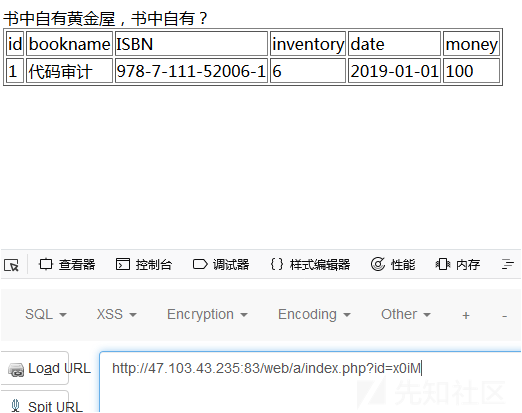 书中自有黄金屋，书中自有？
id bookname ISBN inventory date money
1 代码审计 978-7-111-52006-1 6 2019-01-01 100
查看器 控制台 调试器 {} 样式编辑器 性能 内存
SQL XSS Encryption Encoding Other + -
Load URL http://47.103.43.235:83/web/a/index.php?id=x0iM
Split URL
先知社区